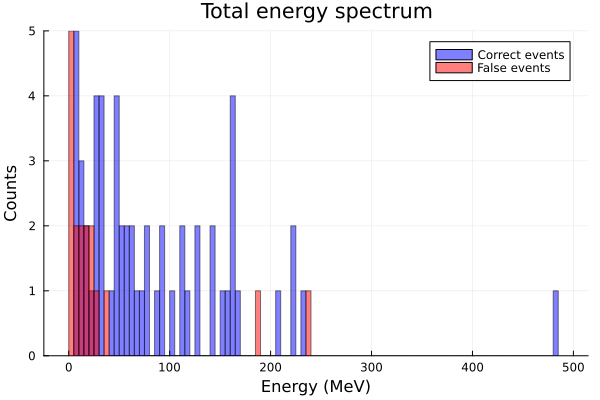 Total energy spectrum
Correct events
False events
Counts
5
4
3
2
1
0
0 100 200 300 400 500
Energy (MeV)